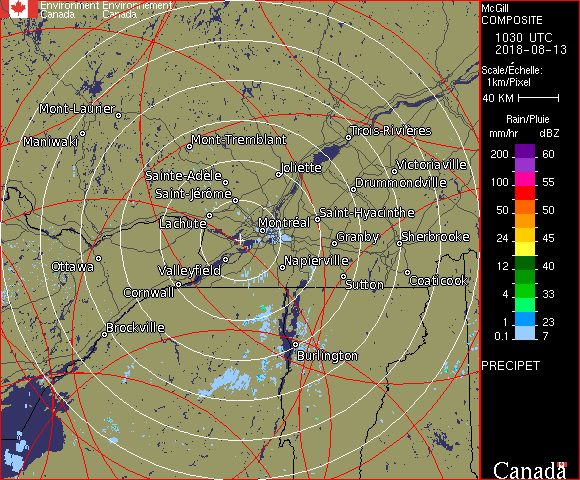 Environment Environnement
Canada Canada
McGill
COMPOSITE
1030 UTC
2018-08-13
Scale/Échelle:
1km/Pixel
40 KM
Rain/Pluie
mm/hr dBZ
200 60
155 
100 55
50 50
24 45
12 40
4 33
1 23
0.1 7
PRECIPET
Canada
Mont-Laurier
Maniwaki
Mont-Tremblant
Trois-Rivières
Joliette
Victoriaville
Sainte-Adèle
Drummondville
Saint-Jérôme
Lachute
Saint-Hyacinthe
Montréal
Granby
Sherbrooke
Ottawa
Valleyfield
Napierville
Cornwall
Sutton
Coaticook
Brockville
Burlington